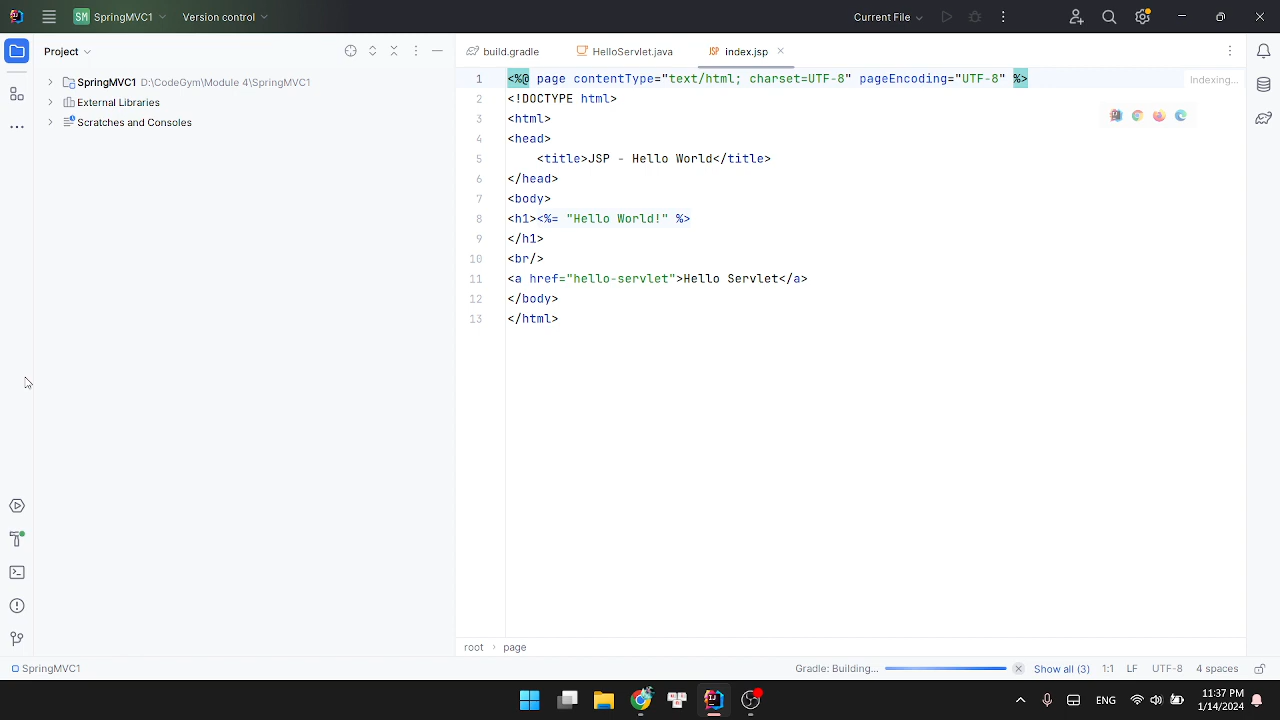 SM SpringMVC1 Version control Current File
Project
SpringMVC1 D:\CodeGym\Module 4\SpringMVC1
External Libraries
Scratches and Consoles
build.gradle HelloServlet.java JSP index.jsp
1 <%@ page contentType="text/html; charset=UTF-8" pageEncoding="UTF-8" %> Indexing...
2 <!DOCTYPE html>
3 <html>
4 <head>
5 <title>JSP - Hello World</title>
6 </head>
7 <body>
8 <h1><%= "Hello World!" %>
9 </h1>
10 <br/>
11 <a href="hello-servlet">Hello Servlet</a>
12 </body>
13 </html>
root › page
SpringMVC1 Gradle: Building... Show all (3) 1:1 LF UTF-8 4 spaces
ENG 11:37 PM
1/14/2024